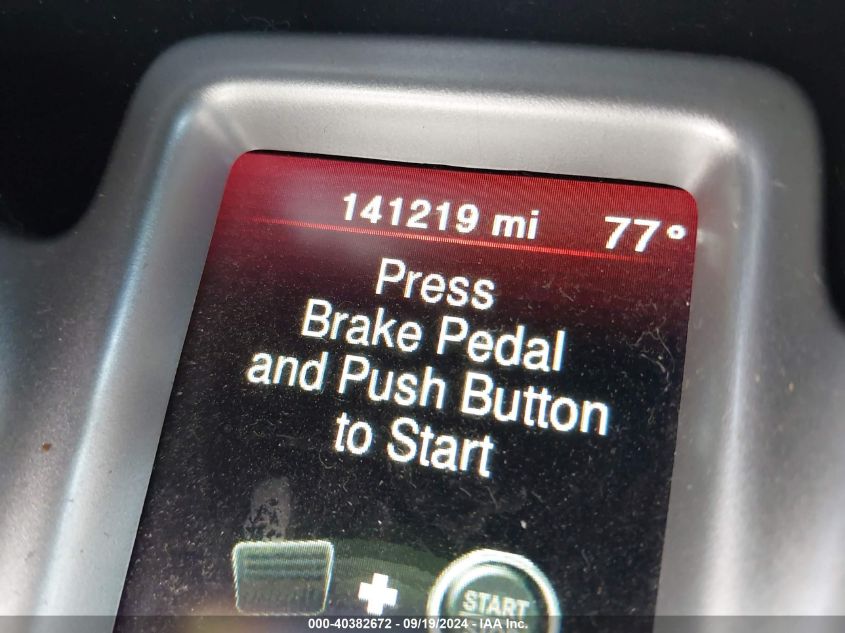 141219 mi 77°
Press
Brake Pedal
and Push Button
to Start
START
000-40382672 - 09/19/2024 - IAA Inc.